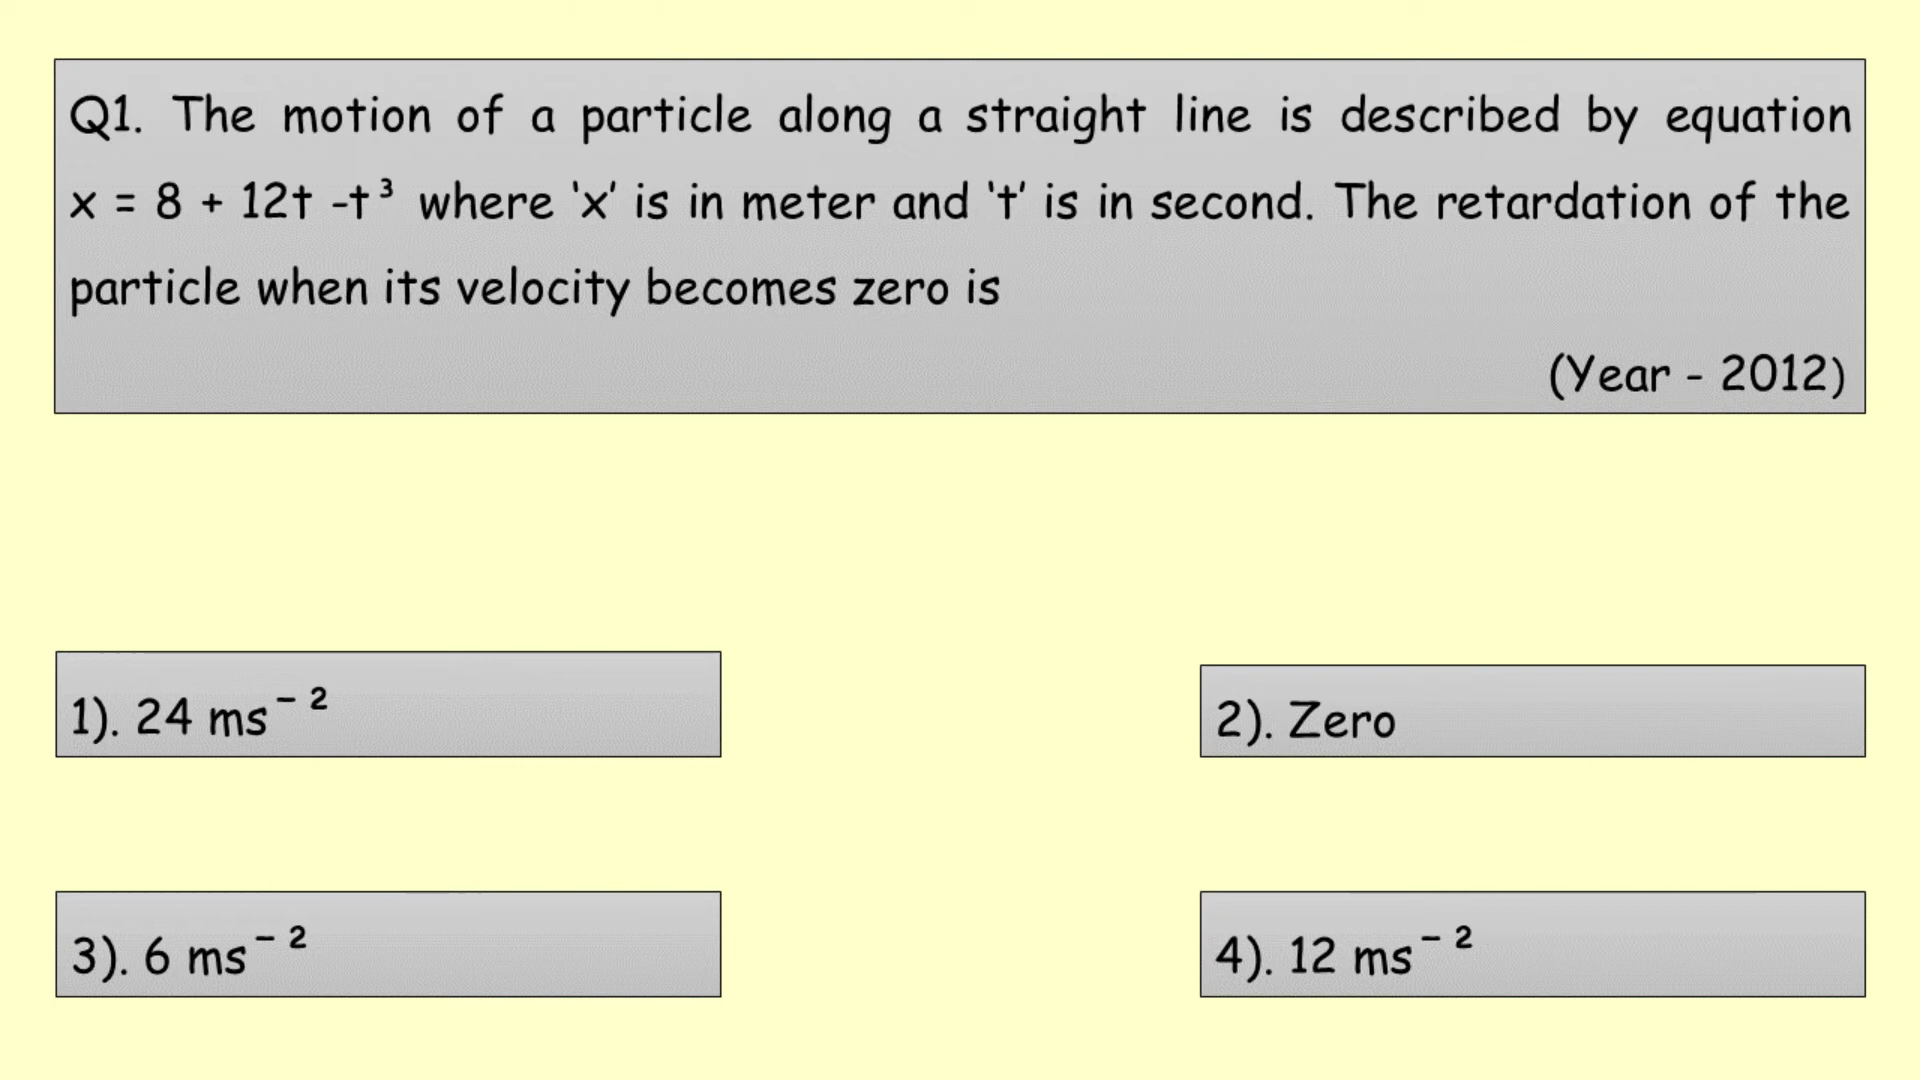 Q1. The motion of a particle along a straight line is described by equation
x = 8 + 12t -t³ where ‘x’ is in meter and ‘t’ is in second. The retardation of the
particle when its velocity becomes zero is
(Year - 2012)
1). 24 ms⁻ ²
2). Zero
3). 6 ms⁻ ²
4). 12 ms⁻ ²